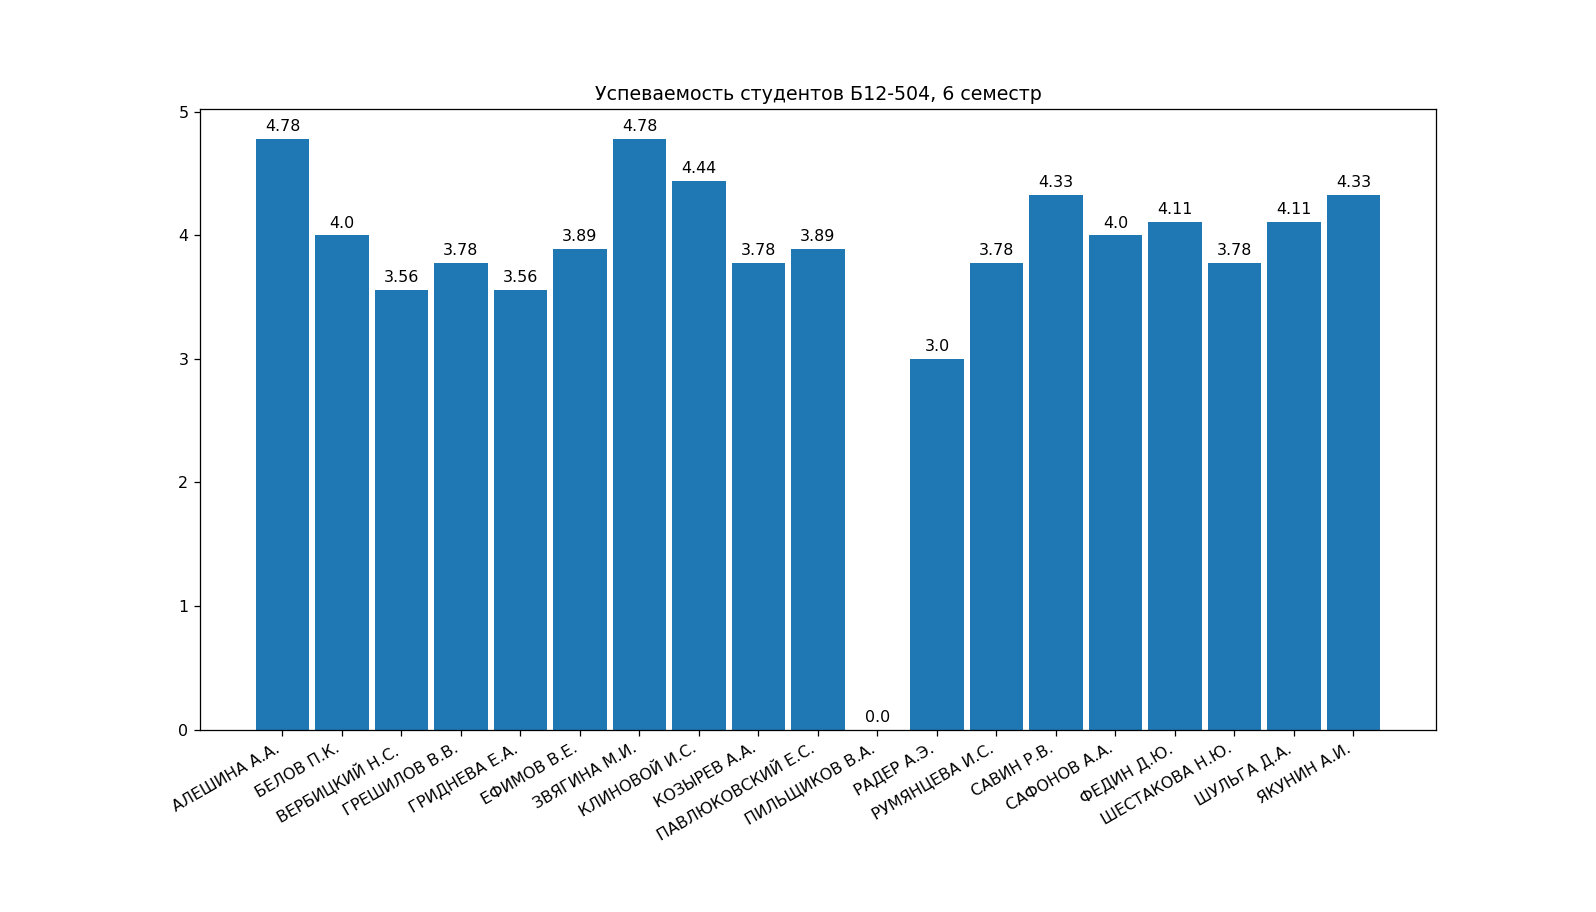 Успеваемость студентов Б12-504, 6 семестр
5
4
3
2
1
0
4.78
4.0
3.56
3.78
3.56
3.89
4.78
4.44
3.78
3.89
0.0
3.0
3.78
4.33
4.0
4.11
3.78
4.11
4.33
АЛЕШИНА А.А.
БЕЛОВ П.К.
ВЕРБИЦКИЙ Н.С.
ГРЕШИЛОВ В.В.
ГРИДНЕВА Е.А.
ЕФИМОВ В.Е.
ЗВЯГИНА М.И.
КЛИНОВОЙ И.С.
КОЗЫРЕВ А.А.
ПАВЛЮКОВСКИЙ Е.С.
ПИЛЬЩИКОВ В.А.
РАДЕР А.Э.
РУМЯНЦЕВА И.С.
САВИН Р.В.
САФОНОВ А.А.
ФЕДИН Д.Ю.
ШЕСТАКОВА Н.Ю.
ШУЛЬГА Д.А.
ЯКУНИН А.И.